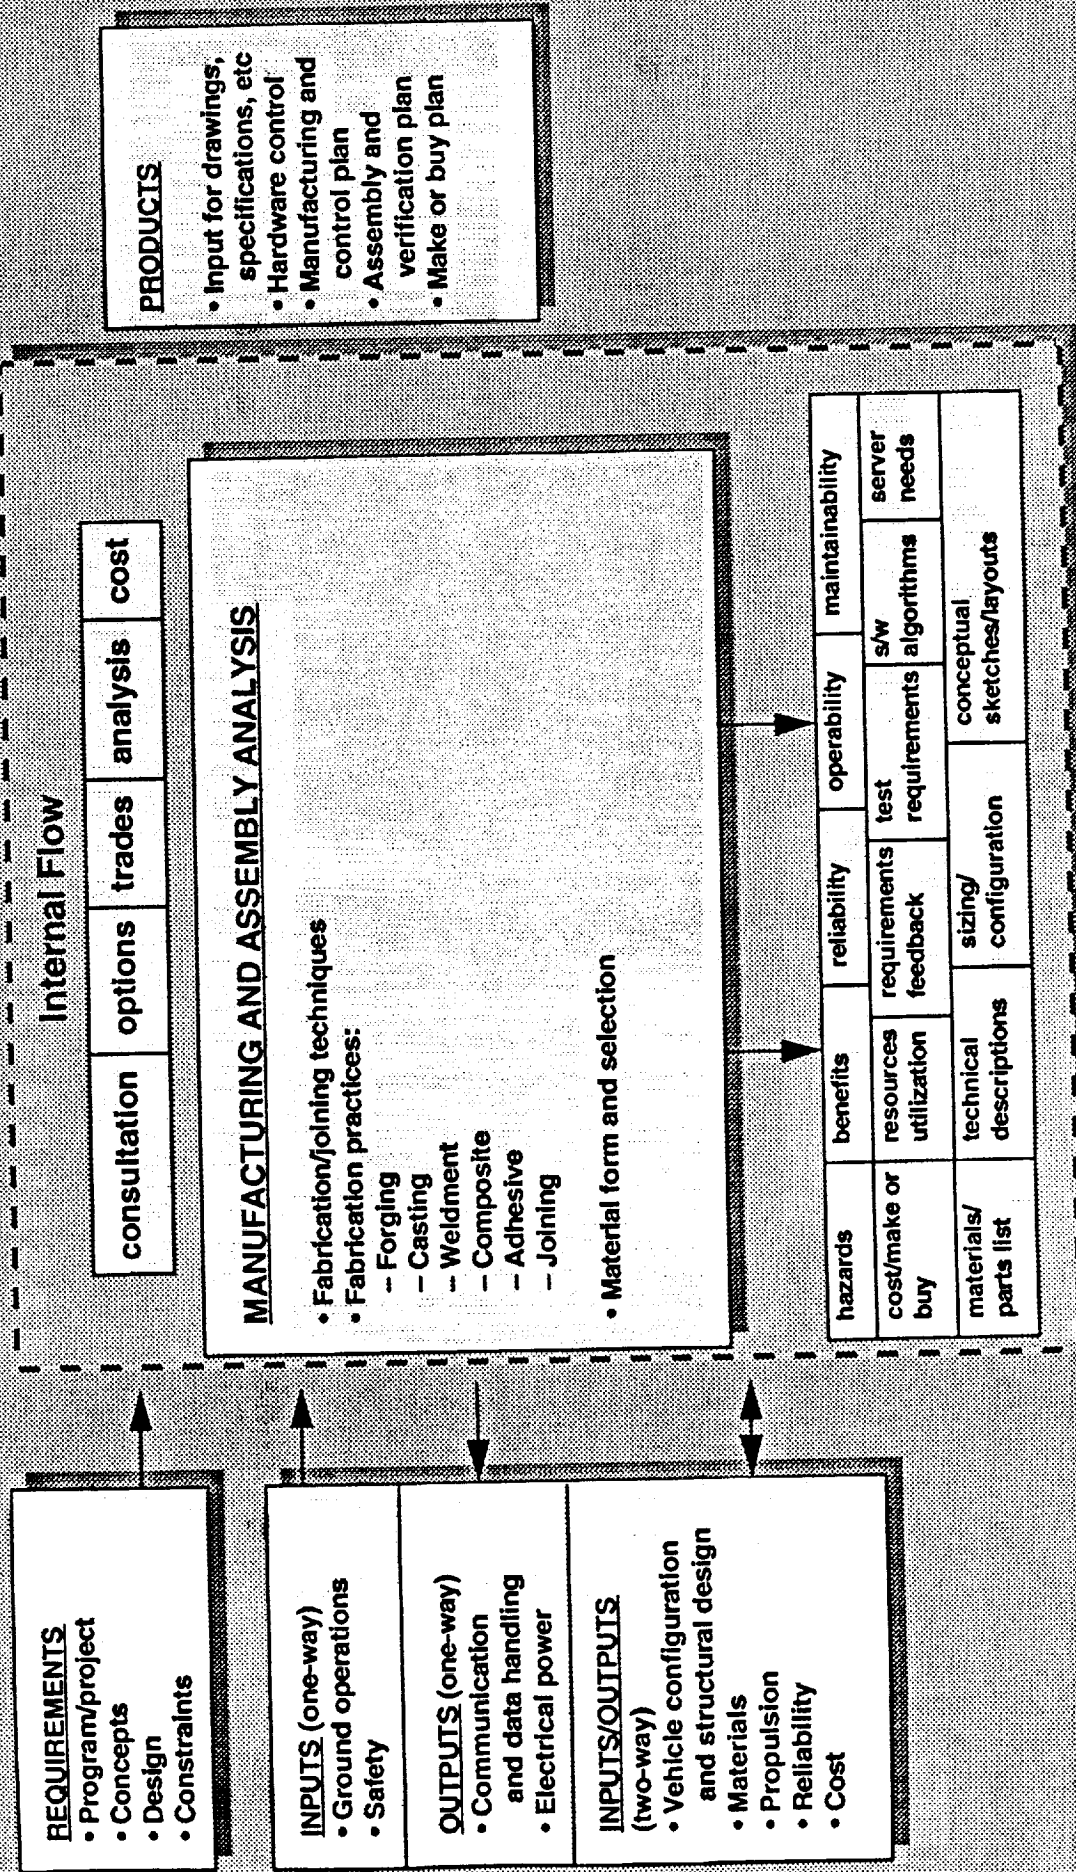 REQUIREMENTS
• Program/project
• Concepts
• Design
• Constraints
INPUTS (one-way)
• Ground operations
• Safety
OUTPUTS (one-way)
• Communication
and data handling
• Electrical power
INPUTS/OUTPUTS
(two-way)
• Vehicle configuration
and structural design
• Materials
• Propulsion
• Reliability
• Cost
Internal Flow
consultation options trades analysis cost
MANUFACTURING AND ASSEMBLY ANALYSIS
• Fabrication/joining techniques
• Fabrication practices:
– Forging
– Casting
– Weldment
– Composite
– Adhesive
– Joining
• Material form and selection
hazards benefits reliability operability maintainability
cost/make or
buy
resources
utilization
requirements
feedback
test
requirements
s/w
algorithms
server
needs
materials/
parts list
technical
descriptions
sizing/
configuration
conceptual
sketches/layouts
PRODUCTS
• Input for drawings,
specifications, etc
• Hardware control
• Manufacturing and
control plan
• Assembly and
verification plan
• Make or buy plan